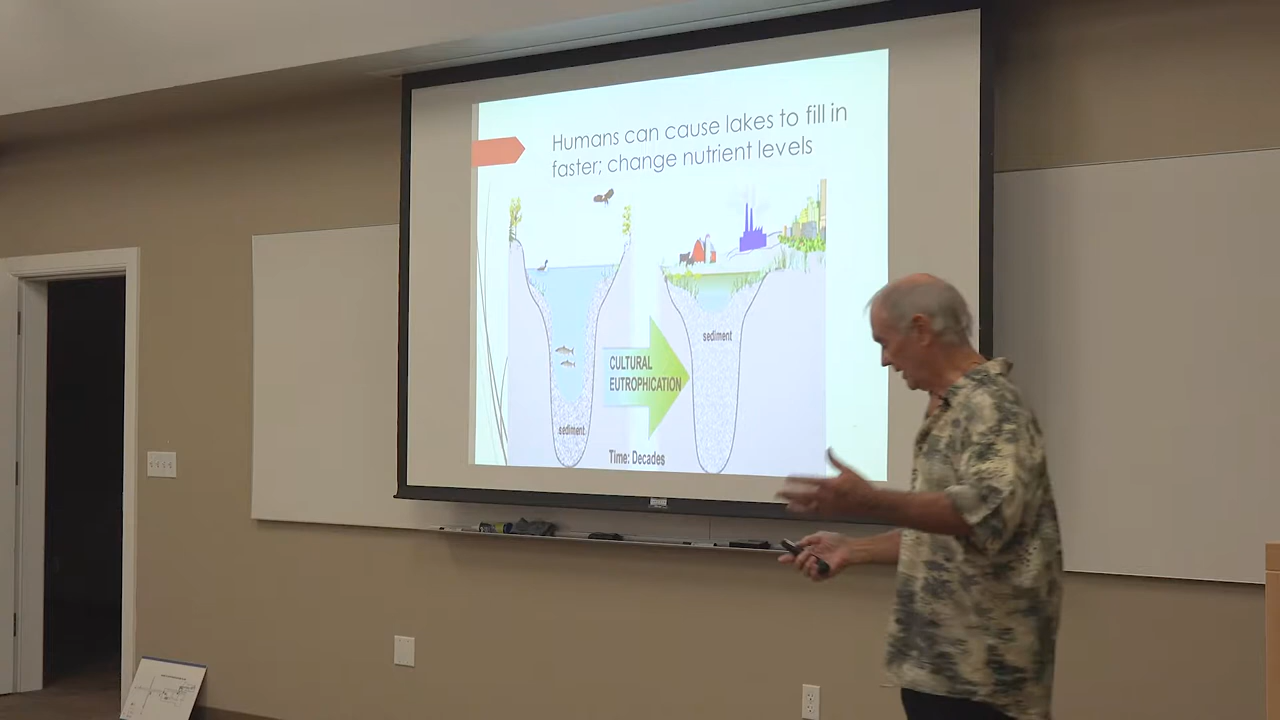 Humans can cause lakes to fill in
faster; change nutrient levels
sediment
CULTURAL
EUTROPHICATION
sediment
Time: Decades